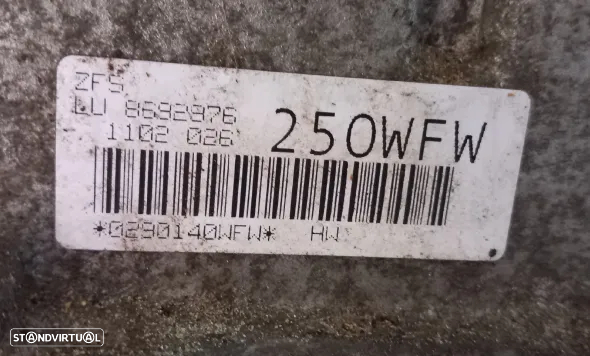 ZFS
LU 8692976
1102 026
250WFW
*0290140WFW* HW
STANDVIRTUAL